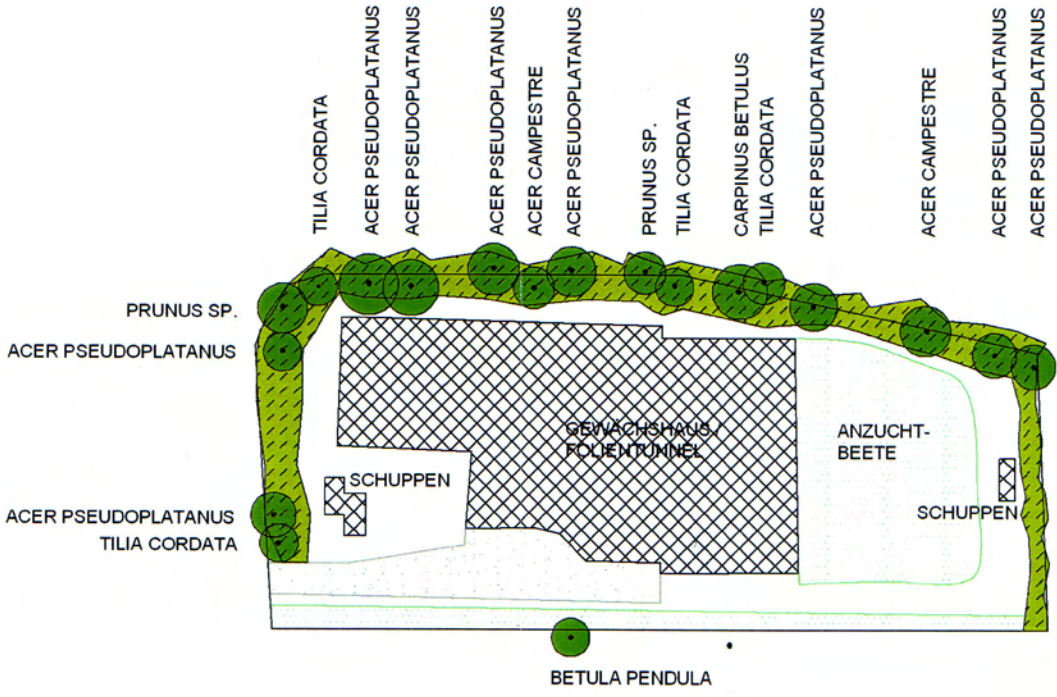 TILIA CORDATA
ACER PSEUDOPLATANUS
ACER PSEUDOPLATANUS
ACER PSEUDOPLATANUS
ACER CAMPESTRE
ACER PSEUDOPLATANUS
PRUNUS SP.
TILIA CORDATA
CARPINUS BETULUS
TILIA CORDATA
ACER PSEUDOPLATANUS
ACER CAMPESTRE
ACER PSEUDOPLATANUS
ACER PSEUDOPLATANUS
PRUNUS SP.
ACER PSEUDOPLATANUS
GEWÄCHSHAUS/
FOLIENTUNNEL
ANZUCHT-
BEETE
SCHUPPEN
SCHUPPEN
ACER PSEUDOPLATANUS
TILIA CORDATA
BETULA PENDULA